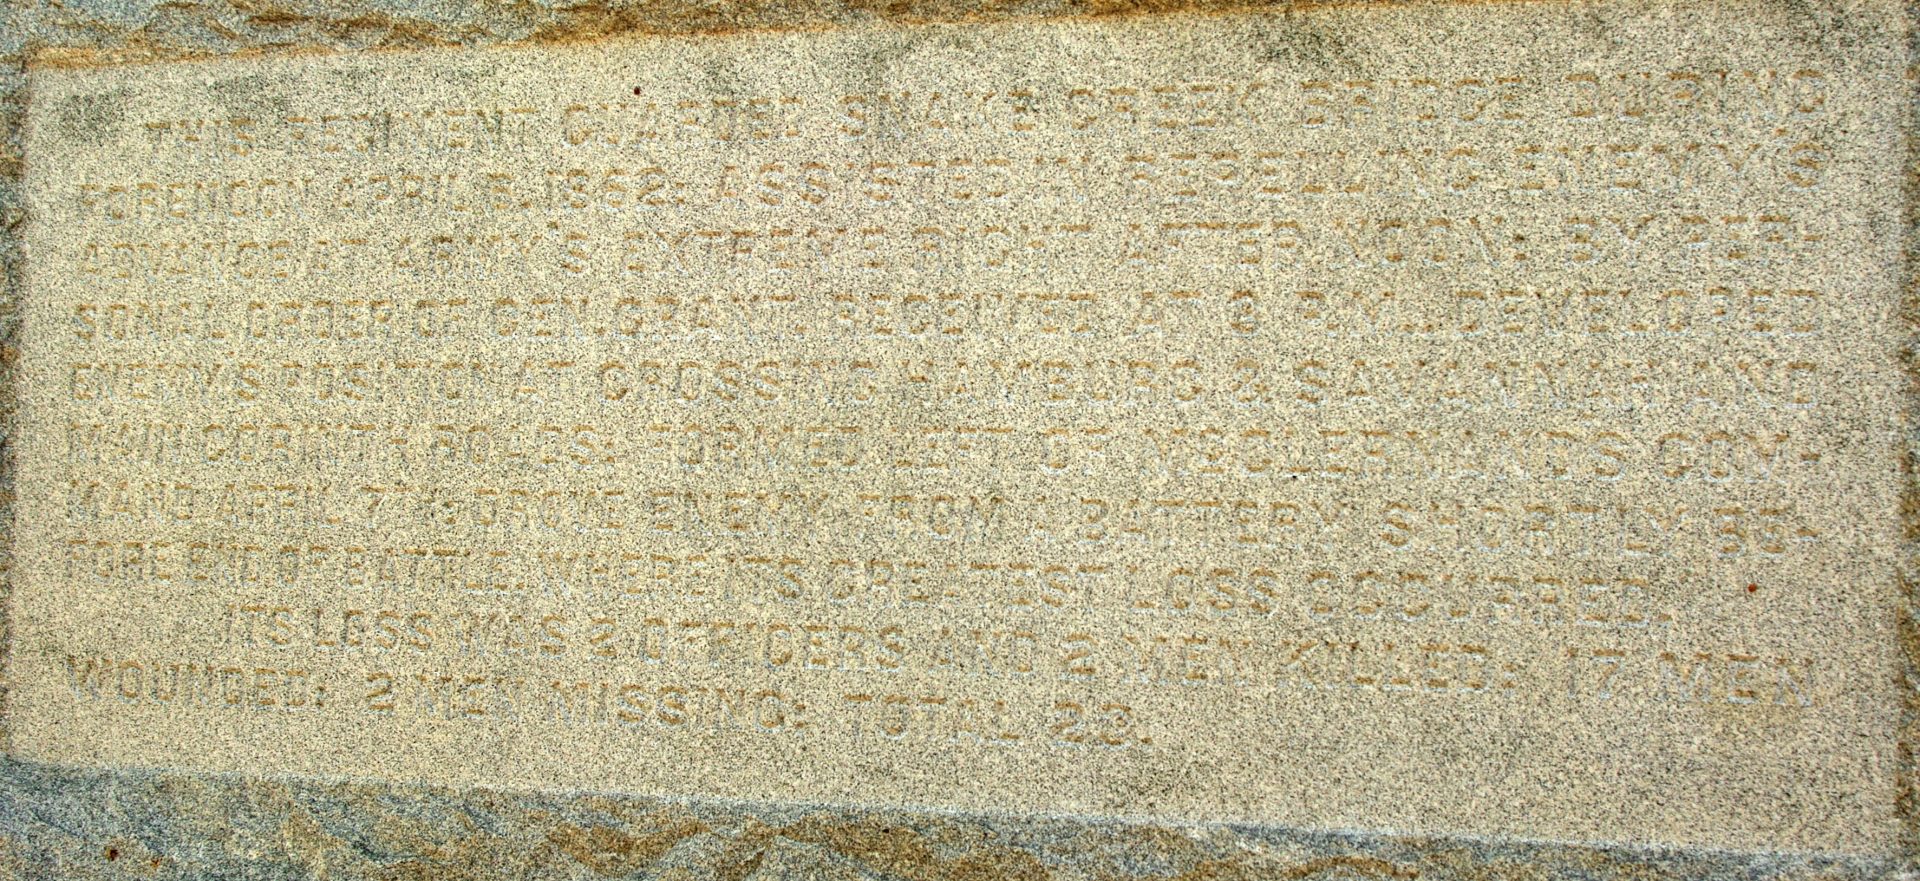 THIS REGIMENT GUARDED SNAKE CREEK BRIDGE DURING
FORENOON APRIL 6, 1862; ASSISTED IN REPELLING ENEMY'S
ADVANCE AT ARMY'S EXTREME RIGHT AFTER NOON; BY PER-
SONAL ORDER OF GEN. GRANT, RECEIVED AT 8 P.M., DEVELOPED
ENEMY'S POSITION AT CROSSING HAMBURG & SAVANNAH AND
MAIN CORINTH ROADS; FORMED LEFT OF McCLERNAND'S COM-
MAND APRIL 7TH; DROVE ENEMY FROM A BATTERY SHORTLY BE-
FORE END OF BATTLE, WHERE ITS GREATEST LOSS OCCURRED.
ITS LOSS WAS 2 OFFICERS AND 2 MEN KILLED; 17 MEN
WOUNDED; 2 MEN MISSING; TOTAL 23.